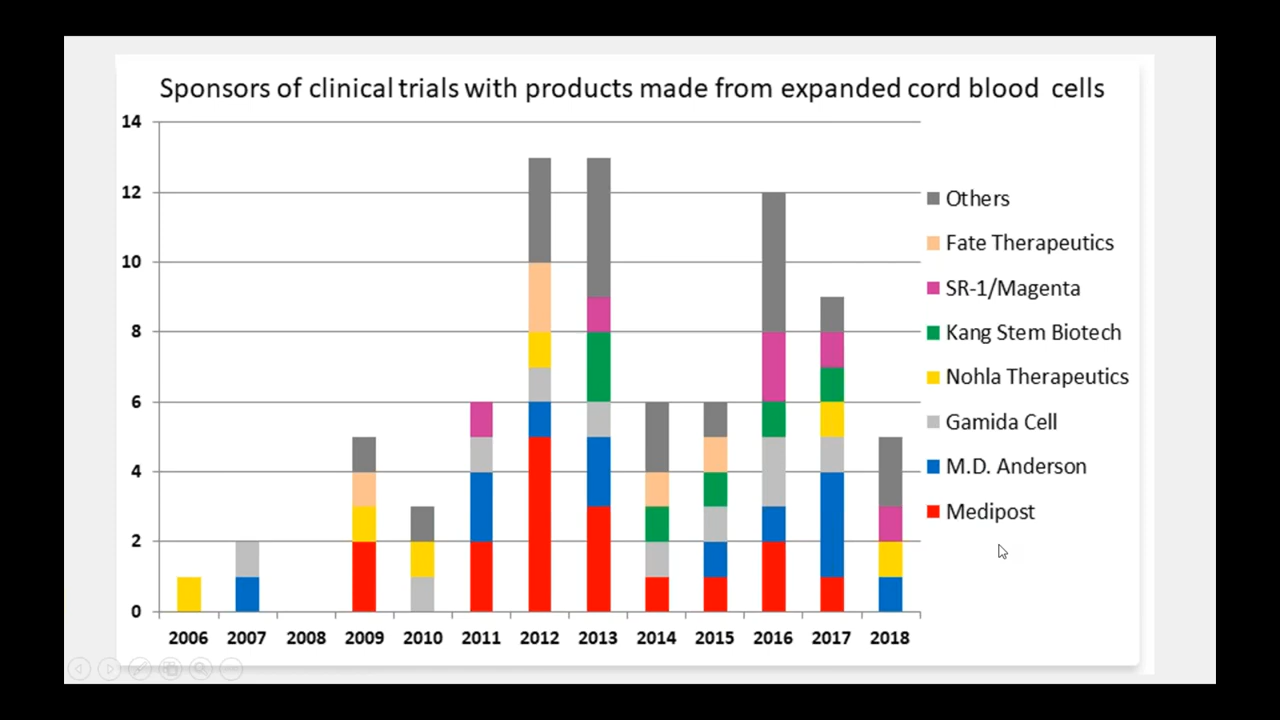 Sponsors of clinical trials with products made from expanded cord blood cells
14
12
10
8
6
4
2
0
2006 2007 2008 2009 2010 2011 2012 2013 2014 2015 2016 2017 2018
Others
Fate Therapeutics
SR-1/Magenta
Kang Stem Biotech
Nohla Therapeutics
Gamida Cell
M.D. Anderson
Medipost